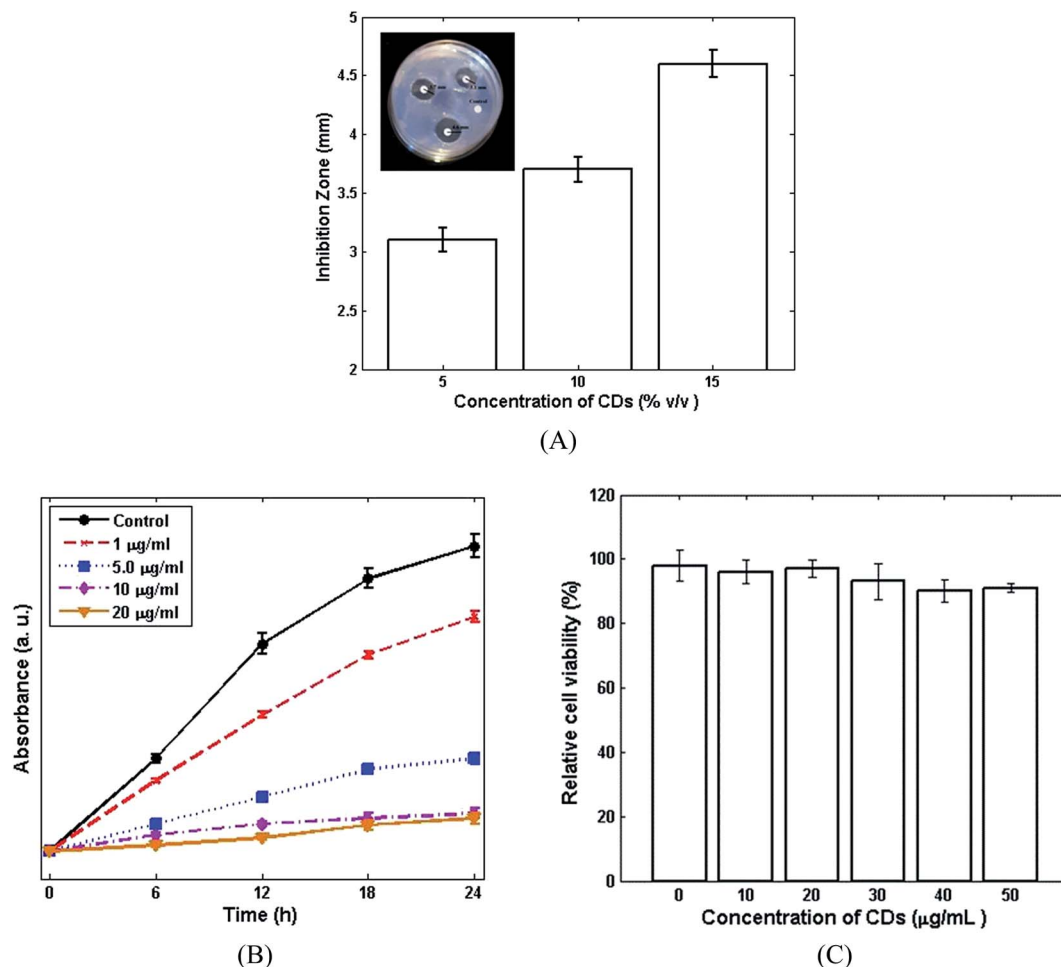 5
4.5
4
3.5
3
2.5
2
Inhibition Zone (mm)
Control
5 10 15
Concentration of CDs (% v/v )
(A)
Control
1 µg/ml
5.0 µg/ml
10 µg/ml
20 µg/ml
Absorbance (a. u.)
0 6 12 18 24
Time (h)
(B)
120
100
80
60
40
20
0
Relative cell viability (%)
0 10 20 30 40 50
Concentration of CDs (µg/mL )
(C)